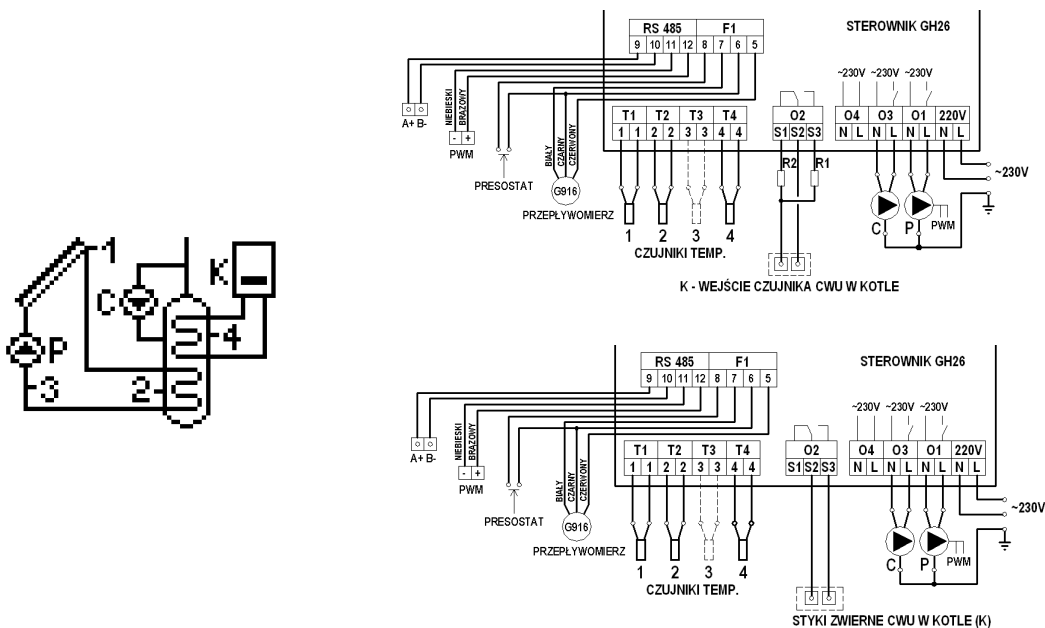 1
K
C
4
P
3
2
STEROWNIK GH26
RS 485 F1
9 10 11 12 8 7 6 5
~230V ~230V ~230V
A+ B-
NIEBIESKI
BRĄZOWY
- +
PWM
PRESOSTAT
BIAŁY
CZARNY
CZERWONY
G916
PRZEPŁYWOMIERZ
T1 T2 T3 T4
1 1 2 2 3 3 4 4
O2
S1 S2 S3
O4 O3 O1 220V
N L N L N L N L
R2 R1
~230V
C P PWM
1 2 3 4
CZUJNIKI TEMP.
K - WEJŚCIE CZUJNIKA CWU W KOTLE
STEROWNIK GH26
RS 485 F1
9 10 11 12 8 7 6 5
~230V ~230V ~230V
A+ B-
NIEBIESKI
BRĄZOWY
- +
PWM
PRESOSTAT
BIAŁY
CZARNY
CZERWONY
G916
PRZEPŁYWOMIERZ
T1 T2 T3 T4
1 1 2 2 3 3 4 4
O2
S1 S2 S3
O4 O3 O1 220V
N L N L N L N L
~230V
C P PWM
1 2 3 4
CZUJNIKI TEMP.
STYKI ZWIERNE CWU W KOTLE (K)